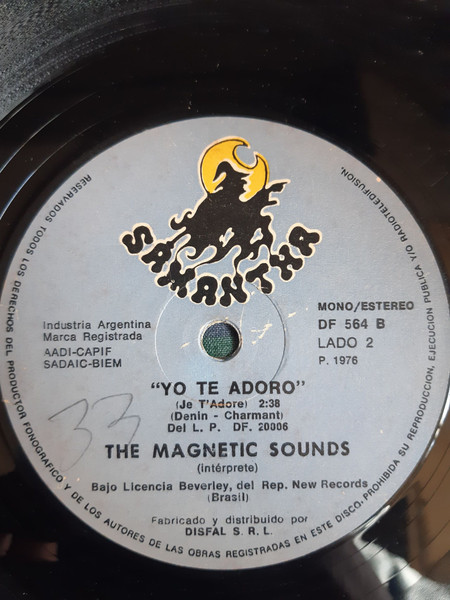 SAMANTHA
Industria Argentina
Marca Registrada
AADI-CAPIF
SADAIC-BIEM
MONO/ESTEREO
DF 564 B
LADO 2
P. 1976
"YO TE ADORO"
(Je T'Adore) 2:38
(Denin - Charmant)
Del L. P. DF. 20006
33
THE MAGNETIC SOUNDS
(intérprete)
Bajo Licencia Beverley, del Rep. New Records
(Brasil)
Fabricado y distribuido por
DISFAL S. R. L.
RESERVADOS TODOS LOS DERECHOS DEL PRODUCTOR FONOGRAFICO Y DE LOS AUTORES DE LAS OBRAS REGISTRADAS EN ESTE DISCO. PROHIBIDA SU REPRODUCCION, EJECUCION PUBLICA Y/O RADIOTELEDIFUSION.